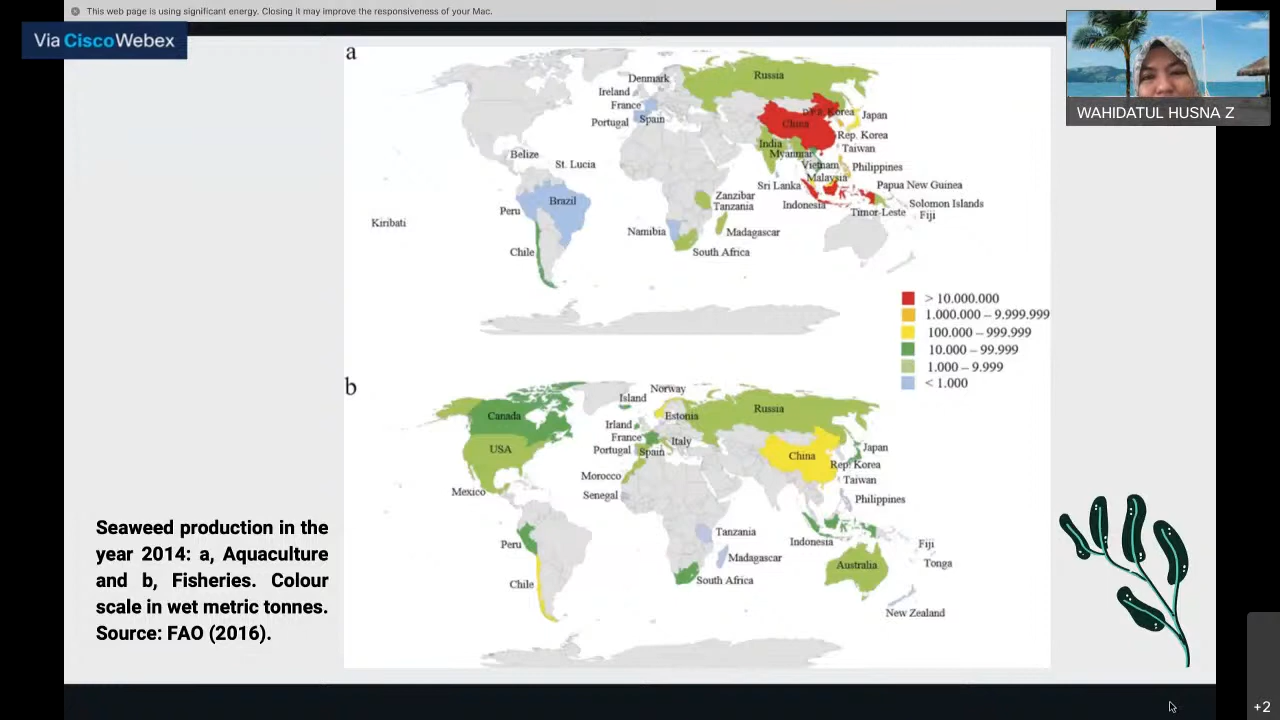 This web page is using significant energy. Closing it may improve the responsiveness of your Mac.
Via Cisco Webex
WAHIDATUL HUSNA Z
a
Russia
Denmark
Ireland
France
Spain
Portugal
D.P.R. Korea
Japan
China
Rep. Korea
India
Taiwan
Myanmar
Belize
St. Lucia
Vietnam
Philippines
Malaysia
Sri Lanka
Papua New Guinea
Brazil
Zanzibar
Tanzania
Indonesia
Solomon Islands
Peru
Timor-Leste
Fiji
Kiribati
Namibia
Madagascar
Chile
South Africa
> 10.000.000
1.000.000 – 9.999.999
100.000 – 999.999
10.000 – 99.999
1.000 – 9.999
< 1.000
b
Norway
Island
Canada
Russia
Estonia
Irland
France
Italy
USA
Portugal
Spain
China
Japan
Rep. Korea
Morocco
Taiwan
Mexico
Senegal
Philippines
Tanzania
Peru
Indonesia
Fiji
Madagascar
Australia
Tonga
Chile
South Africa
New Zealand
Seaweed production in the
year 2014: a, Aquaculture
and b, Fisheries. Colour
scale in wet metric tonnes.
Source: FAO (2016).
+2